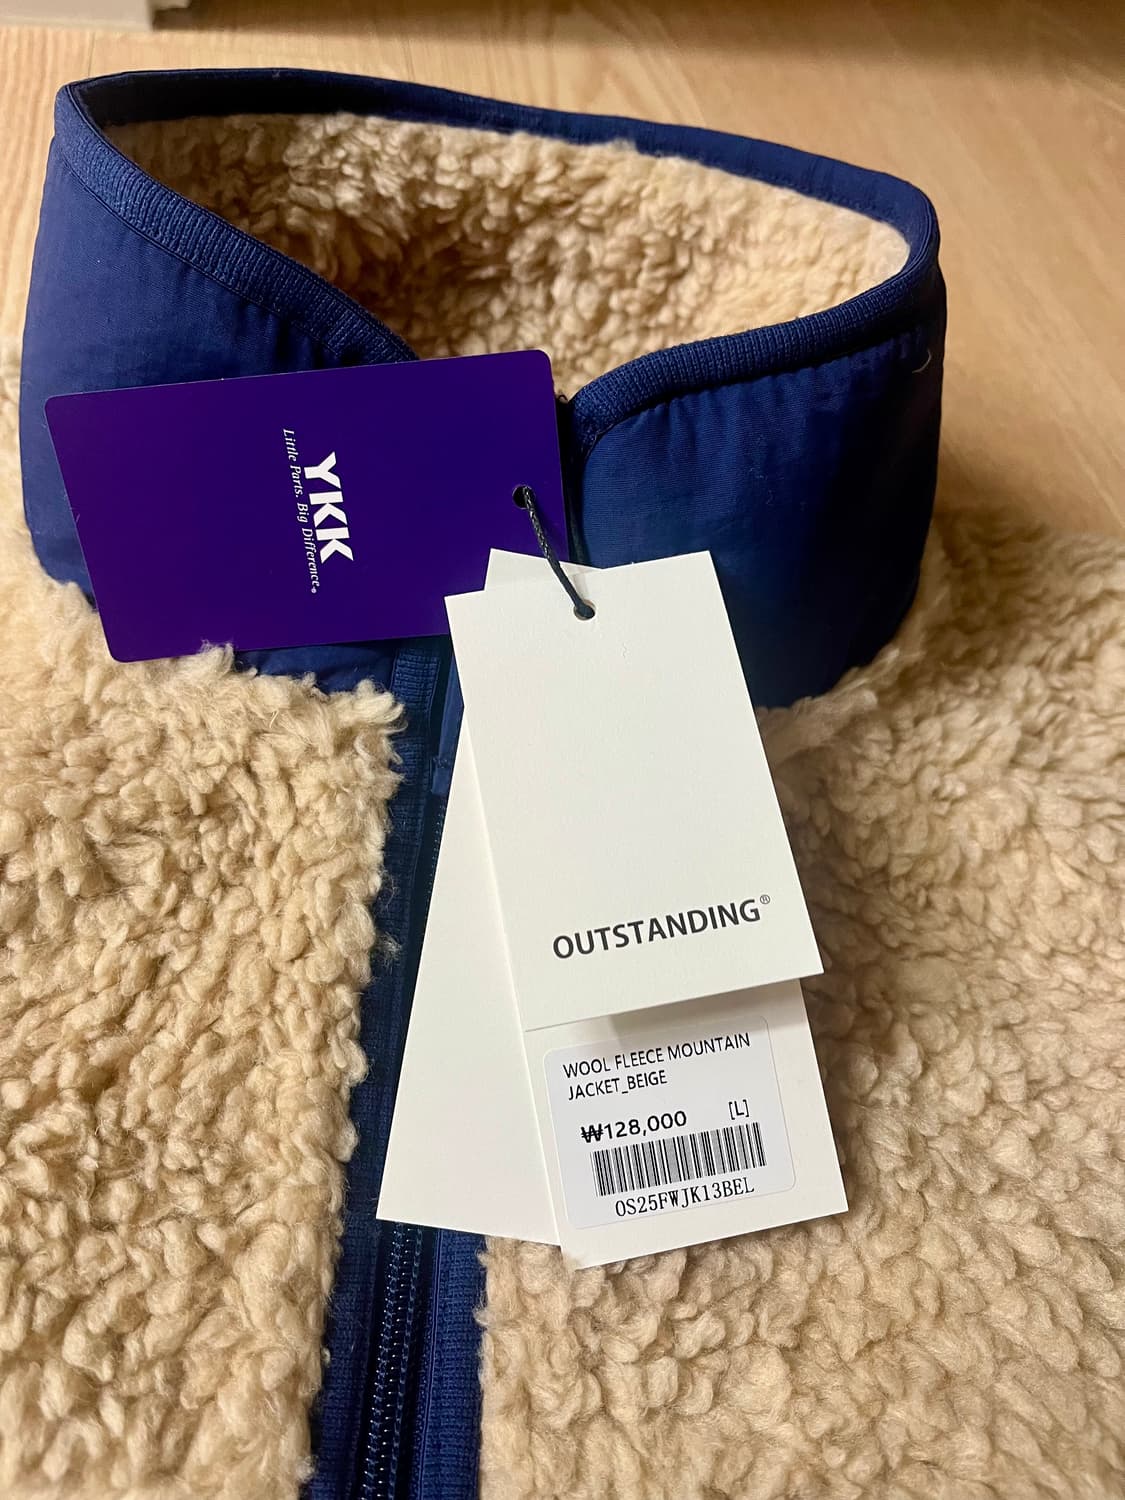 YKK
Little Parts. Big Difference.®
OUTSTANDING®
WOOL FLEECE MOUNTAIN
JACKET_BEIGE
₩128,000 [L]
OS25FWJK13BEL